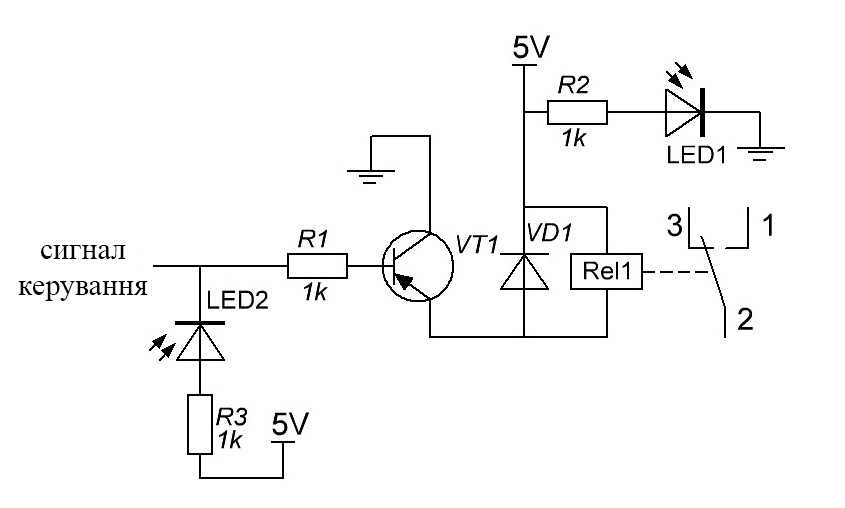 5V
R2
1k
LED1
3
1
сигнал
керування
R1
1k
VT1
VD1
Rel1
2
LED2
R3
1k
5V